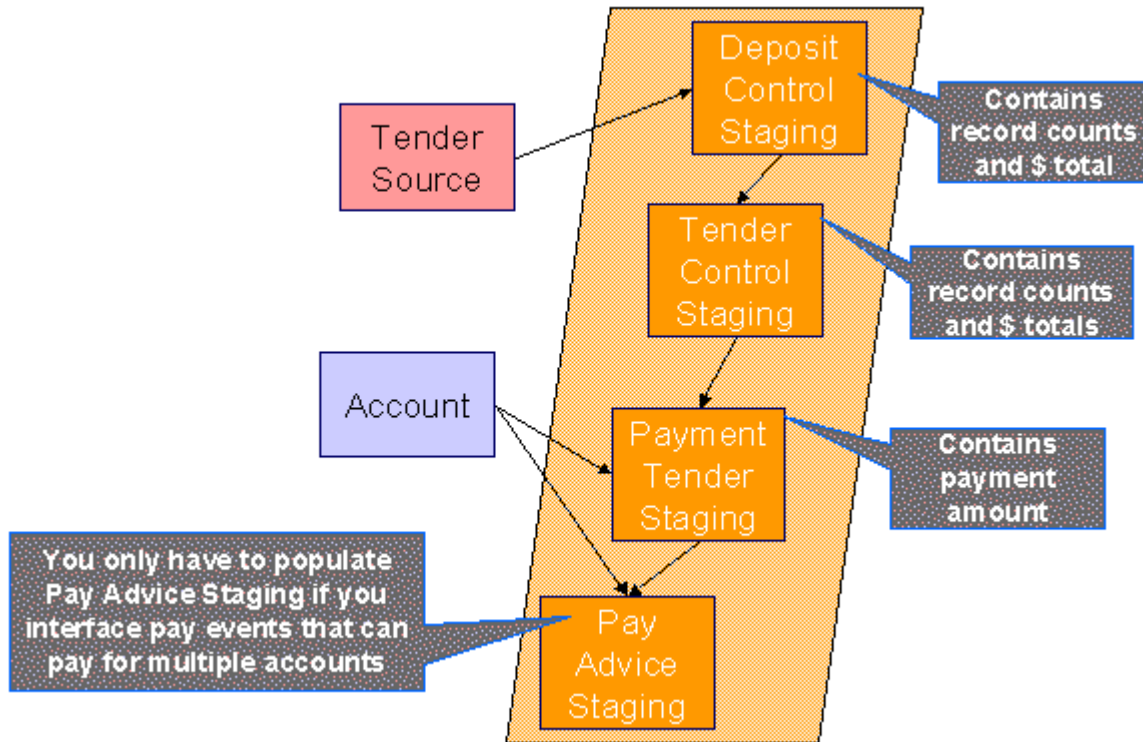 Deposit
Control
Staging
Contains
record counts
and $ total
Tender
Source
Tender
Control
Staging
Contains
record counts
and $ totals
Account
Payment
Tender
Staging
Contains
payment
amount
You only have to populate
Pay Advice Staging if you
interface pay events that can
pay for multiple accounts
Pay
Advice
Staging